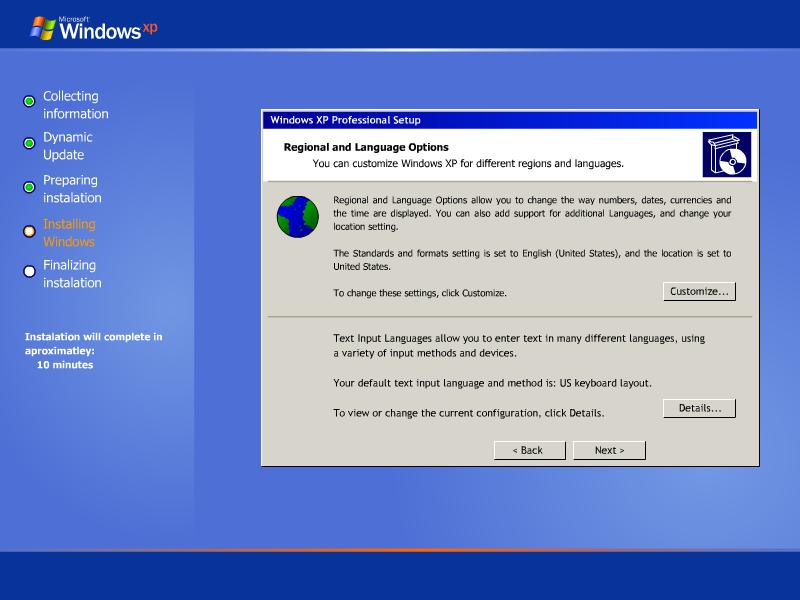 Microsoft
Windows xp
Collecting
information
Dynamic
Update
Preparing
instalation
Installing
Windows
Finalizing
instalation
Instalation will complete in
aproximatley:
10 minutes
Windows XP Professional Setup
Regional and Language Options
You can customize Windows XP for different regions and languages.
Regional and Language Options allow you to change the way numbers, dates, currencies and
the time are displayed. You can also add support for additional Languages, and change your
location setting.
The Standards and formats setting is set to English (United States), and the location is set to
United States.
To change these settings, click Customize.
Customize...
Text Input Languages allow you to enter text in many different languages, using
a variety of input methods and devices.
Your default text input language and method is: US keyboard layout.
To view or change the current configuration, click Details.
Details...
< Back
Next >